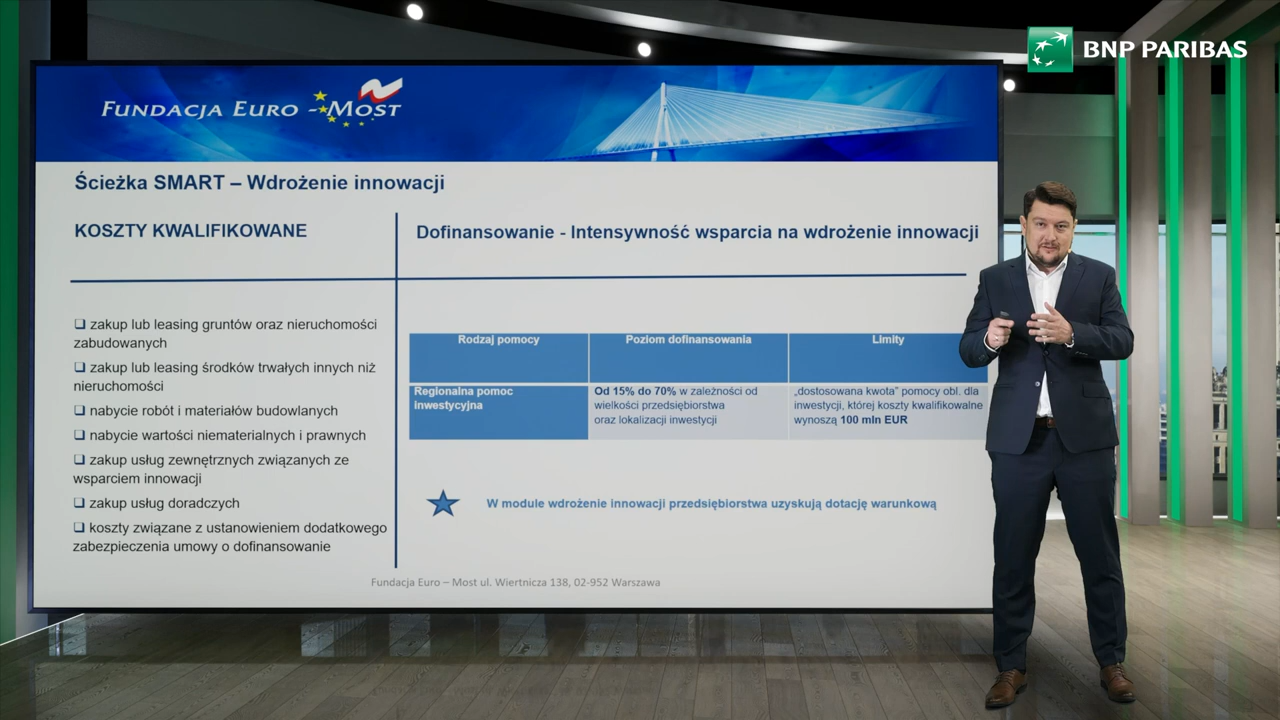 BNP PARIBAS
FUNDACJA EURO - MOST
Ścieżka SMART – Wdrożenie innowacji
KOSZTY KWALIFIKOWANE
❑ zakup lub leasing gruntów oraz nieruchomości
zabudowanych
❑ zakup lub leasing środków trwałych innych niż
nieruchomości
❑ nabycie robót i materiałów budowlanych
❑ nabycie wartości niematerialnych i prawnych
❑ zakup usług zewnętrznych związanych ze
wsparciem innowacji
❑ zakup usług doradczych
❑ koszty związane z ustanowieniem dodatkowego
zabezpieczenia umowy o dofinansowanie
Dofinansowanie - Intensywność wsparcia na wdrożenie innowacji
Rodzaj pomocy
Poziom dofinansowania
Limity
Regionalna pomoc
inwestycyjna
Od 15% do 70% w zależności od
wielkości przedsiębiorstwa
oraz lokalizacji inwestycji
„dostosowana kwota” pomocy obl. dla
inwestycji, której koszty kwalifikowalne
wynoszą 100 mln EUR
W module wdrożenie innowacji przedsiębiorstwa uzyskują dotację warunkową
Fundacja Euro – Most ul. Wiertnicza 138, 02-952 Warszawa